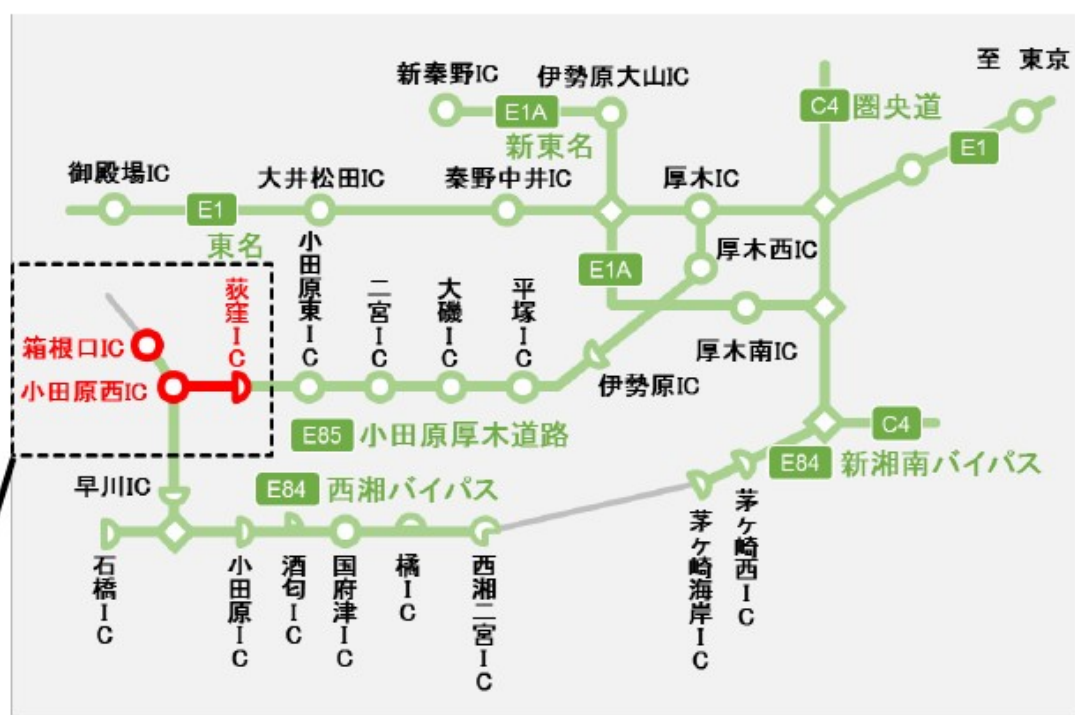 至 東京
新秦野IC
伊勢原大山IC
E1A
新東名
C4
圏央道
E1
御殿場IC
大井松田IC
秦野中井IC
厚木IC
E1
東名
厚木西IC
E1A
荻窪IC
小田原東IC
二宮IC
大磯IC
平塚IC
箱根口IC
小田原西IC
厚木南IC
伊勢原IC
E85
小田原厚木道路
C4
E84
新湘南バイパス
早川IC
E84
西湘バイパス
石橋IC
小田原IC
酒匂IC
国府津IC
橘IC
西湘二宮IC
茅ヶ崎海岸IC
茅ヶ崎西IC